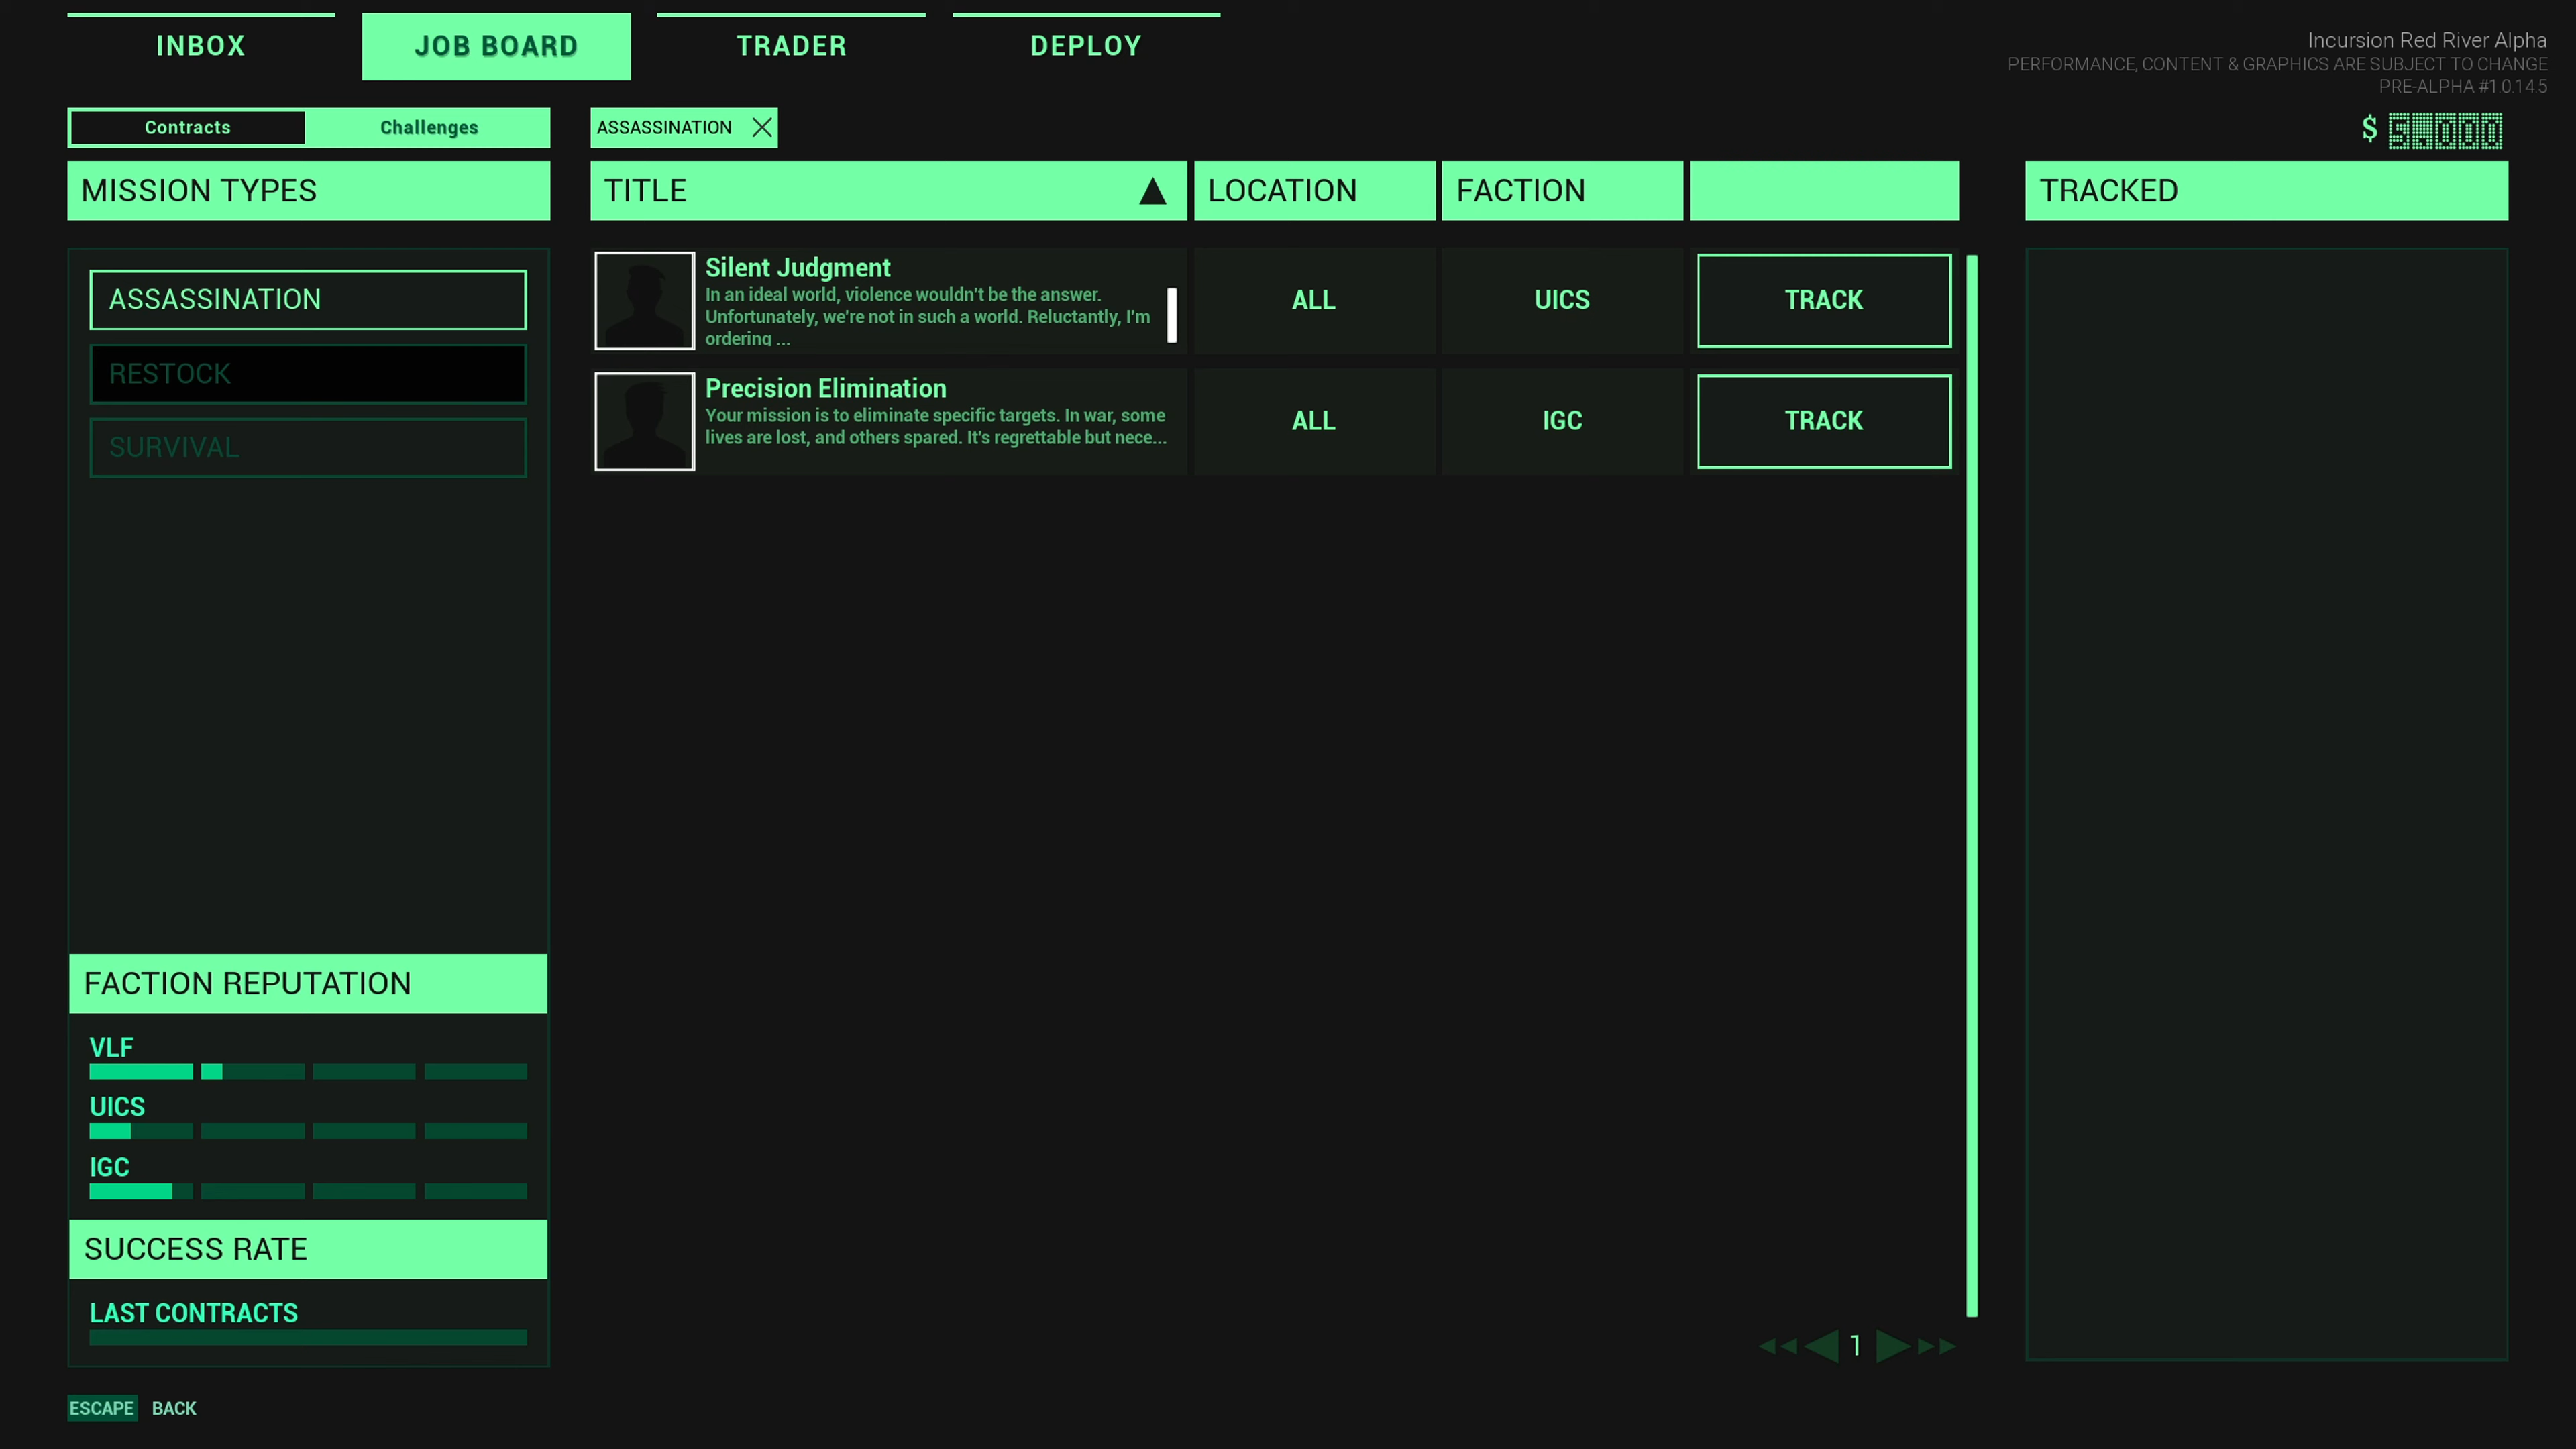 INBOX
JOB BOARD
TRADER
DEPLOY
Incursion Red River Alpha
PERFORMANCE, CONTENT & GRAPHICS ARE SUBJECT TO CHANGE
PRE-ALPHA #1.0.14.5
Contracts
Challenges
ASSASSINATION
$
MISSION TYPES
TITLE
LOCATION
FACTION
TRACKED
ASSASSINATION
RESTOCK
SURVIVAL
Silent Judgment
In an ideal world, violence wouldn't be the answer.
Unfortunately, we're not in such a world. Reluctantly, I'm
ordering ...
ALL
UICS
TRACK
Precision Elimination
Your mission is to eliminate specific targets. In war, some
lives are lost, and others spared. It's regrettable but nece...
ALL
IGC
TRACK
FACTION REPUTATION
VLF
UICS
IGC
SUCCESS RATE
LAST CONTRACTS
1
ESCAPE BACK